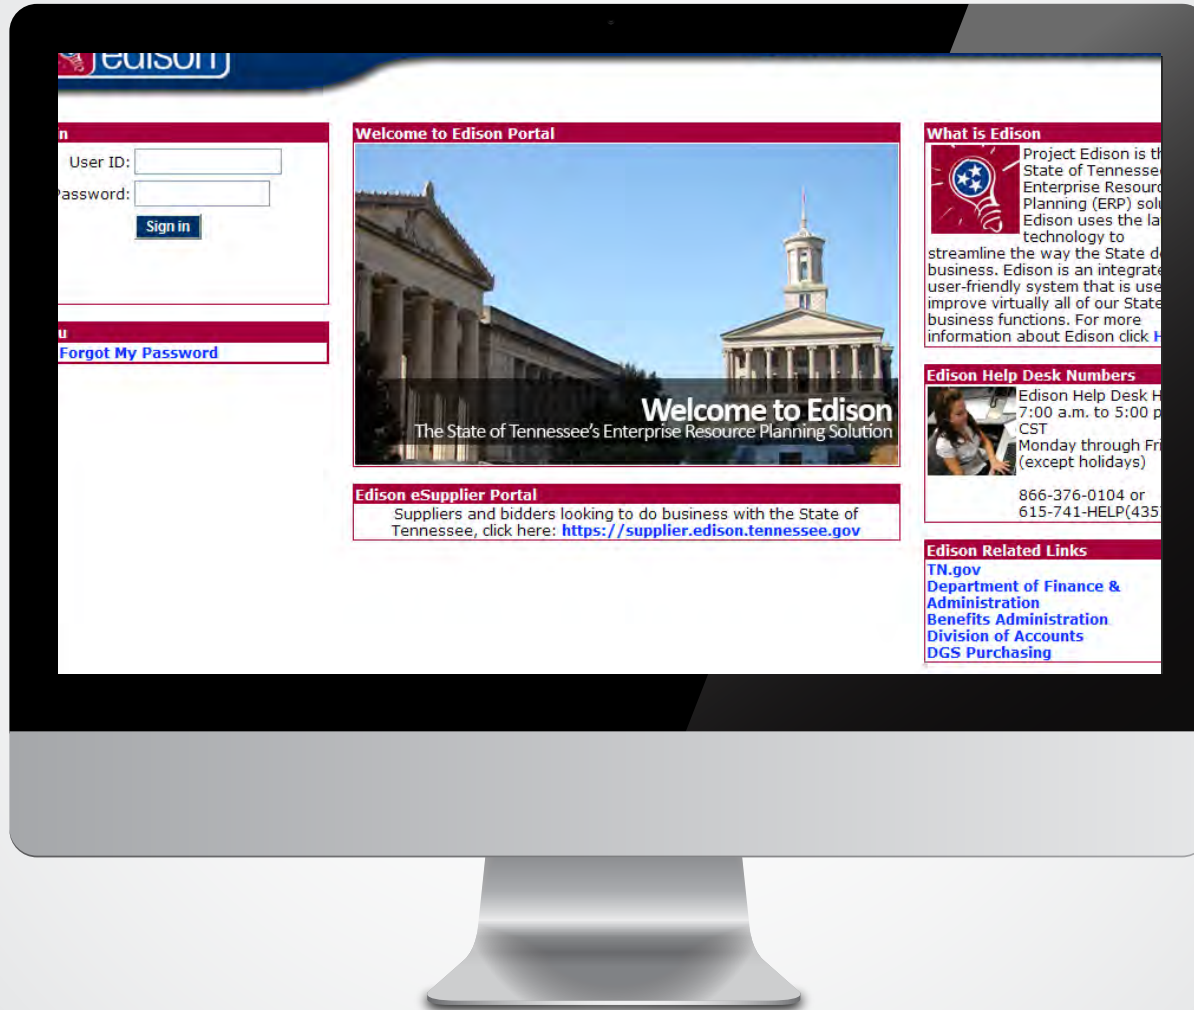 edison
n
User ID:
Password:
Sign in
u
Forgot My Password
Welcome to Edison Portal
Welcome to Edison
The State of Tennessee's Enterprise Resource Planning Solution
Edison eSupplier Portal
Suppliers and bidders looking to do business with the State of
Tennessee, click here: https://supplier.edison.tennessee.gov
What is Edison
Project Edison is th
State of Tennessee
Enterprise Resourc
Planning (ERP) solu
Edison uses the la
technology to
streamline the way the State d
business. Edison is an integrate
user-friendly system that is use
improve virtually all of our State
business functions. For more
information about Edison click H
Edison Help Desk Numbers
Edison Help Desk H
7:00 a.m. to 5:00 p
CST
Monday through Fri
(except holidays)
866-376-0104 or
615-741-HELP(435
Edison Related Links
TN.gov
Department of Finance &
Administration
Benefits Administration
Division of Accounts
DGS Purchasing